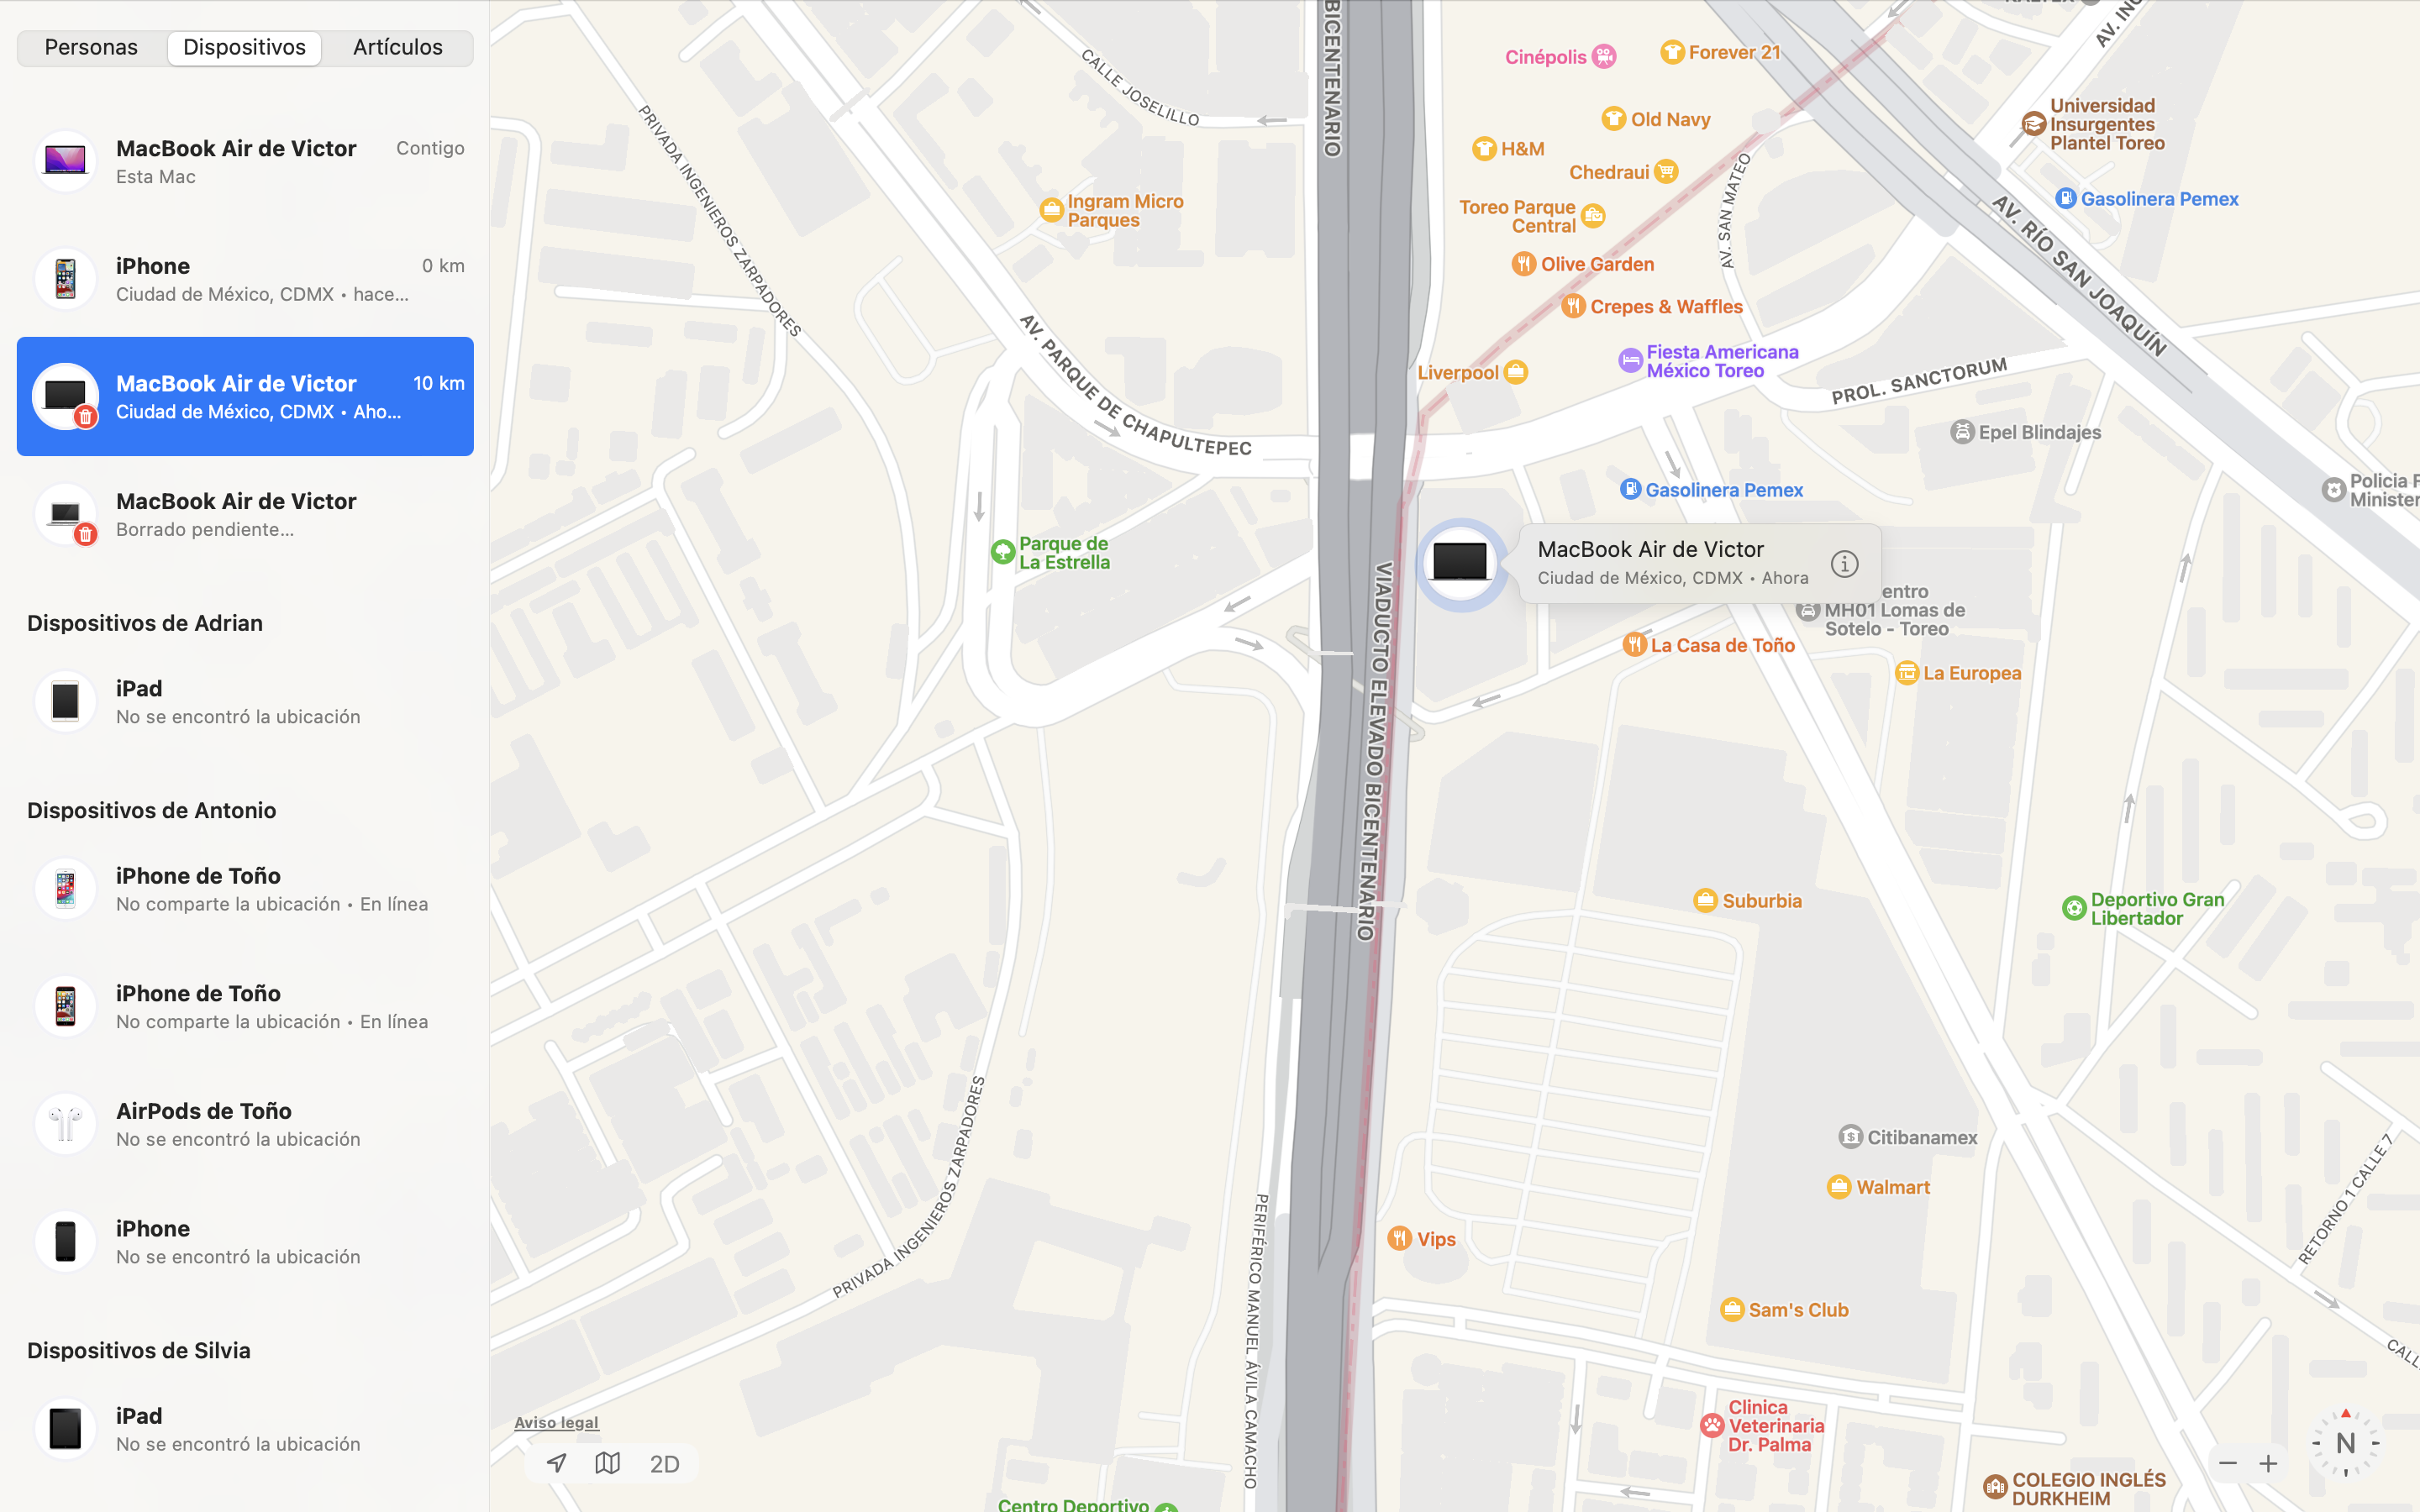 Personas
Dispositivos
Artículos
MacBook Air de Victor
Contigo
Esta Mac
iPhone
0 km
Ciudad de México, CDMX • hace...
MacBook Air de Victor
10 km
Ciudad de México, CDMX • Aho...
MacBook Air de Victor
Borrado pendiente...
Dispositivos de Adrian
iPad
No se encontró la ubicación
Dispositivos de Antonio
iPhone de Toño
No comparte la ubicación • En línea
iPhone de Toño
No comparte la ubicación • En línea
AirPods de Toño
No se encontró la ubicación
iPhone
No se encontró la ubicación
Dispositivos de Silvia
iPad
No se encontró la ubicación
BICENTENARIO
CALLE JOSELILLO
PRIVADA INGENIEROS ZARPADORES
Cinépolis
Forever 21
AV. ING
Old Navy
Universidad
Insurgentes
Plantel Toreo
H&M
Chedraui
Ingram Micro
Parques
Toreo Parque
Central
AV. SAN MATEO
Gasolinera Pemex
AV. RÍO SAN JOAQUÍN
Olive Garden
Crepes & Waffles
AV. PARQUE DE CHAPULTEPEC
Fiesta Americana
México Toreo
Liverpool
PROL. SANCTORUM
Epel Blindajes
Gasolinera Pemex
Policia F
Minister
Parque de
La Estrella
MacBook Air de Victor
Ciudad de México, CDMX • Ahora
entro
MH01 Lomas de
Sotelo - Toreo
VIADUCTO ELEVADO BICENTENARIO
La Casa de Toño
La Europea
Suburbia
Deportivo Gran
Libertador
PRIVADA INGENIEROS ZARPADORES
Citibanamex
Walmart
RETORNO 1 CALLE 7
PERIFÉRICO MANUEL ÁVILA CAMACHO
Vips
Sam's Club
CALL
Clinica
Veterinaria
Dr. Palma
Aviso legal
2D
N
COLEGIO INGLÉS
DURKHEIM
Centro Deportivo